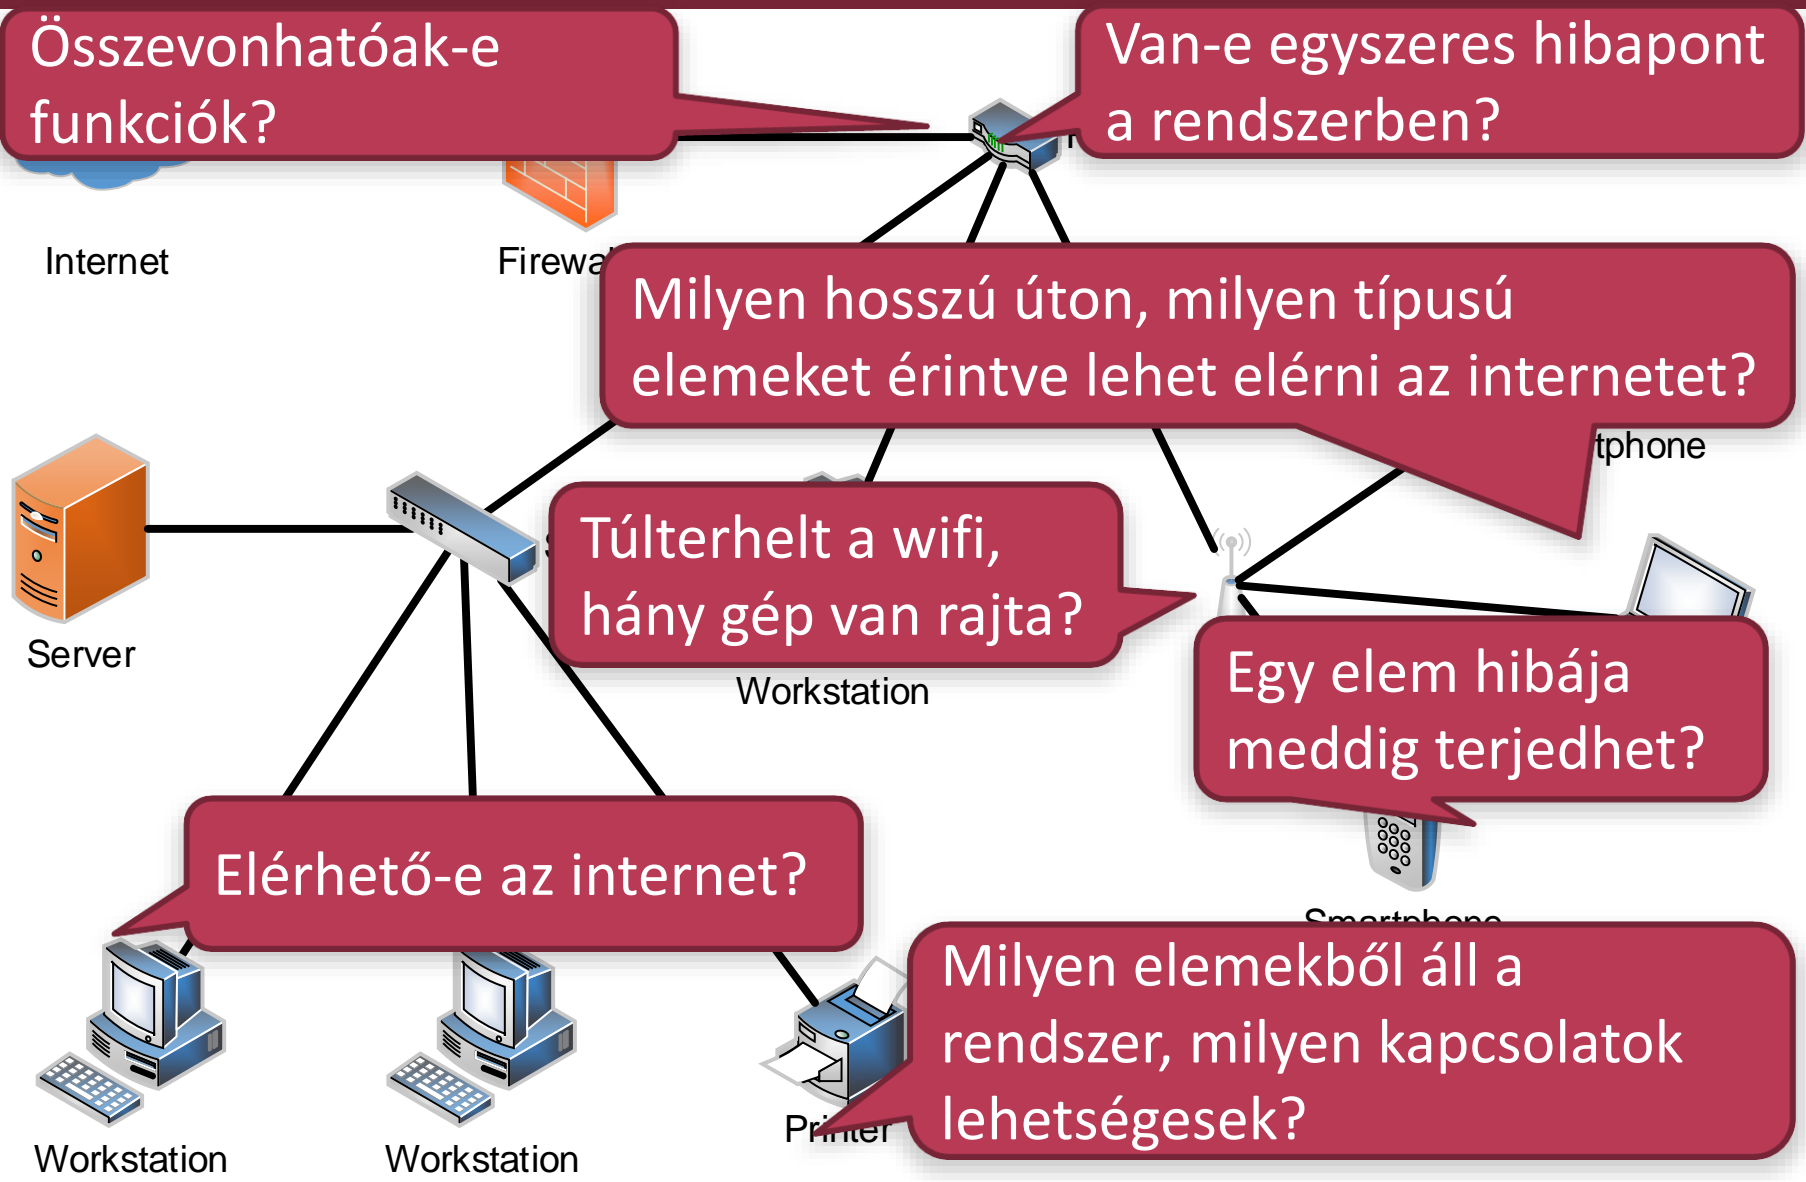 Összevonhatóak-e
funkciók?
Van-e egyszeres hibapont
a rendszerben?
Internet
Milyen hosszú úton, milyen típusú
elemeket érintve lehet elérni az internetet?
Túlterhelt a wifi,
hány gép van rajta?
Server
Workstation
Egy elem hibája
meddig terjedhet?
Elérhető-e az internet?
Smartphone
Milyen elemekből áll a
rendszer, milyen kapcsolatok
lehetségesek?
Printer
Workstation
Workstation